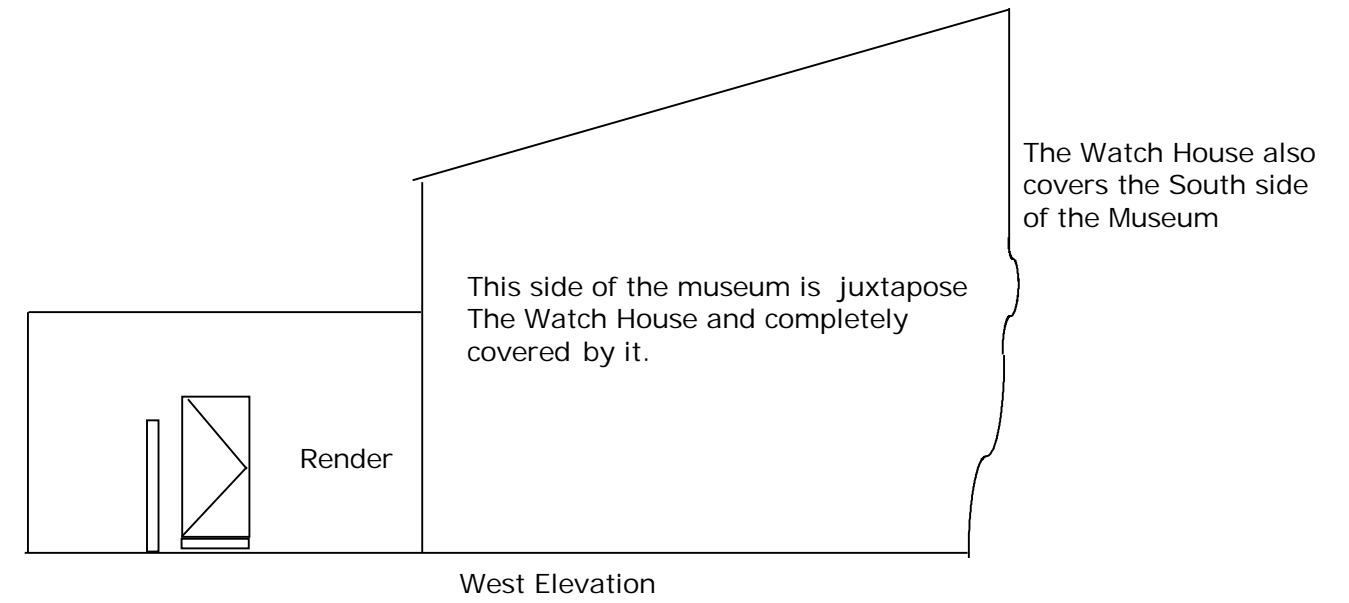 The Watch House also
covers the South side
of the Museum
This side of the museum is juxtapose
The Watch House and completely
covered by it.
Render
West Elevation